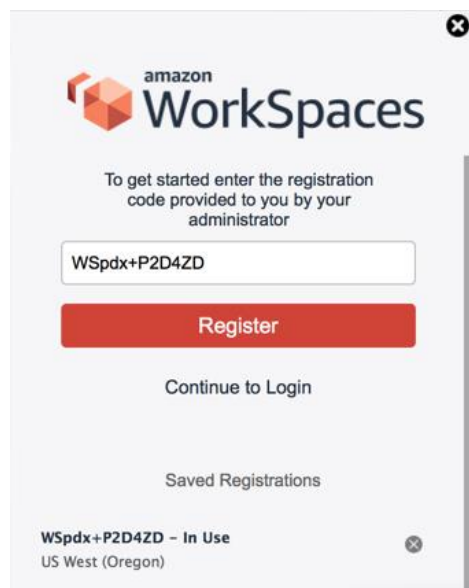 amazon
WorkSpaces
To get started enter the registration
code provided to you by your
administrator
WSpdx+P2D4ZD
Register
Continue to Login
Saved Registrations
WSpdx+P2D4ZD – In Use
US West (Oregon)